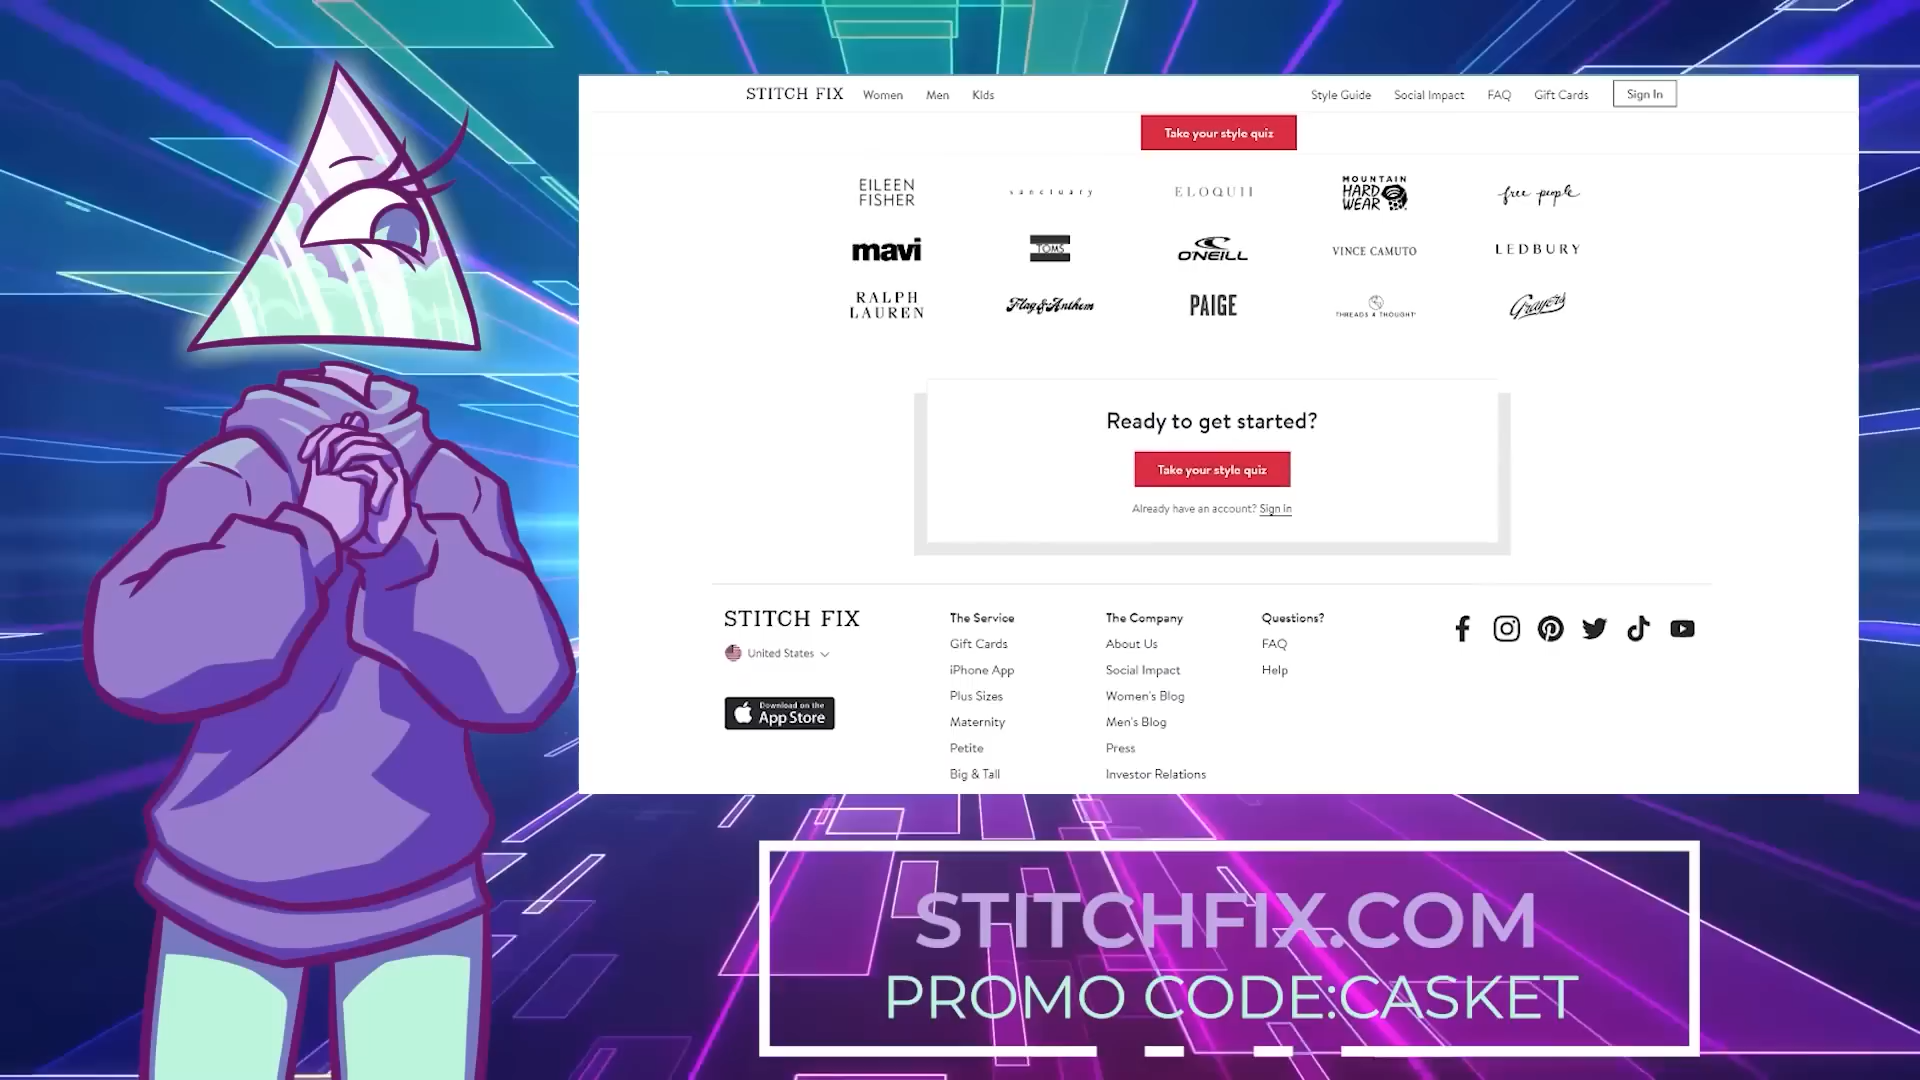 STITCH FIX Women Men Kids Style Guide Social Impact FAQ Gift Cards Sign In
Take your style quiz
EILEEN FISHER
sanctuary
ELOQUII
MOUNTAIN HARD WEAR
free people
mavi
TOMS
O'NEILL
VINCE CAMUTO
LEDBURY
RALPH LAUREN
Flag & Anthem
PAIGE
THREADS 4 THOUGHT
Grayers
Ready to get started?
Take your style quiz
Already have an account? Sign In
STITCH FIX
United States
Download on the
App Store
The Service
Gift Cards
iPhone App
Plus Sizes
Maternity
Petite
Big & Tall
The Company
About Us
Social Impact
Women's Blog
Men's Blog
Press
Investor Relations
Questions?
FAQ
Help
STITCHFIX.COM
PROMO CODE:CASKET